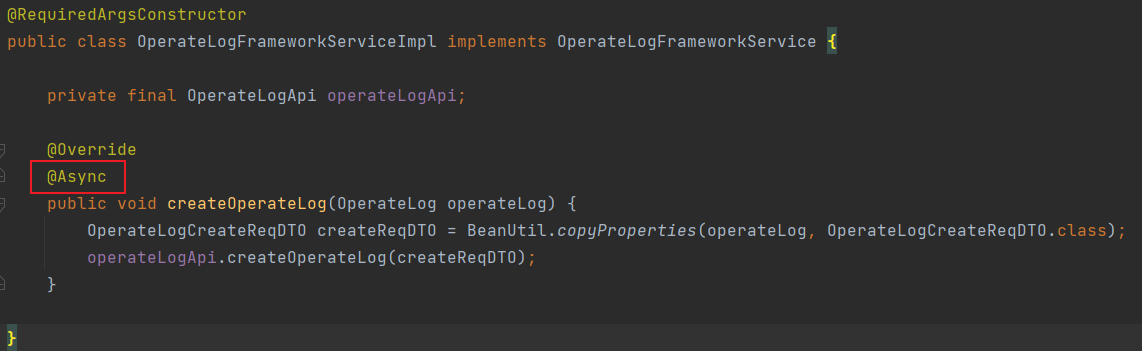 @RequiredArgsConstructor
public class OperateLogFrameworkServiceImpl implements OperateLogFrameworkService {
private final OperateLogApi operateLogApi;
@Override
@Async
public void createOperateLog(OperateLog operateLog) {
OperateLogCreateReqDTO createReqDTO = BeanUtil.copyProperties(operateLog, OperateLogCreateReqDTO.class);
operateLogApi.createOperateLog(createReqDTO);
}
}